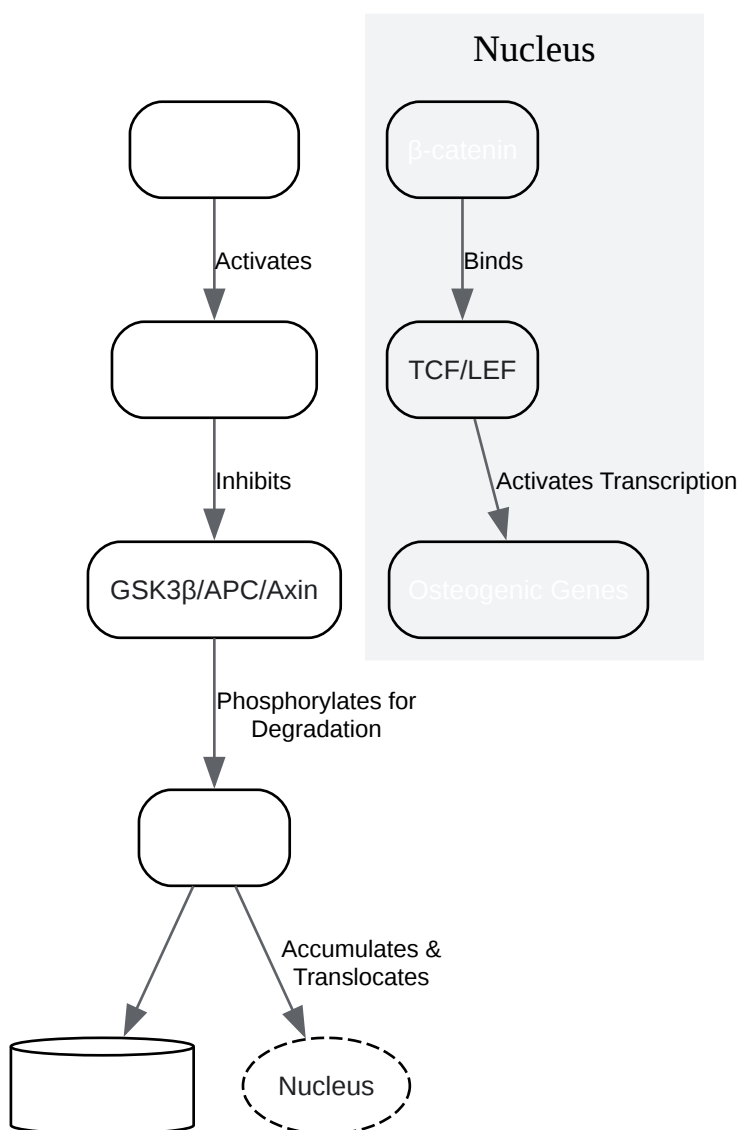 Nucleus
β-catenin
Activates
Binds
TCF/LEF
Inhibits
Activates Transcription
GSK3β/APC/Axin
Osteogenic Genes
Phosphorylates for
Degradation
Accumulates &
Translocates
Nucleus